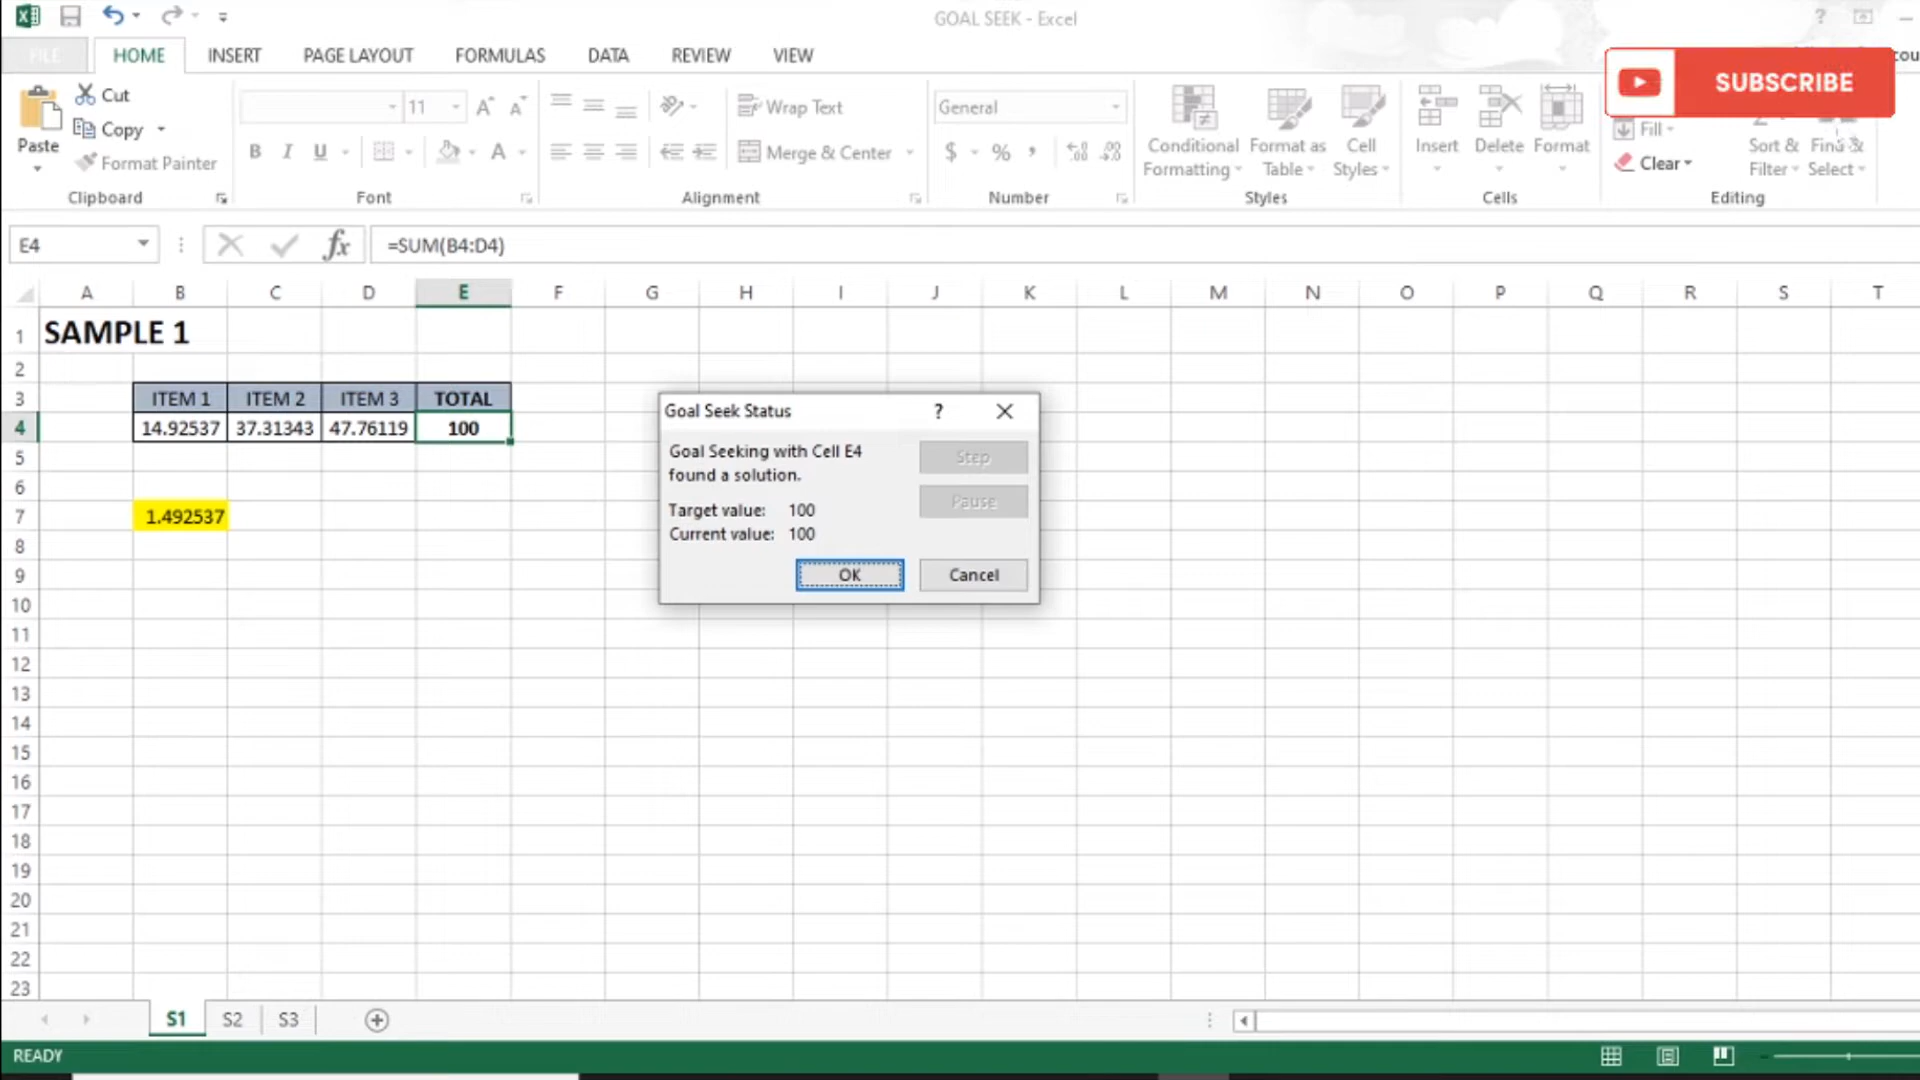 GOAL SEEK - Excel
?
FILE
HOME
INSERT
PAGE LAYOUT
FORMULAS
DATA
REVIEW
VIEW
SUBSCRIBE
Paste
Cut
Copy
Format Painter
Clipboard
11
A A
B I U
A
Font
Wrap Text
Merge & Center
Alignment
General
$ % ,
Number
Conditional Formatting
Format as Table
Cell Styles
Styles
Insert
Delete
Format
Cells
Fill
Clear
Sort & Filter
Find & Select
Editing
E4
fx
=SUM(B4:D4)
A B C D E F G H I J K L M N O P Q R S T
1 SAMPLE 1
2
3 ITEM 1 ITEM 2 ITEM 3 TOTAL
4 14.92537 37.31343 47.76119 100
5
6
7 1.492537
8
9
10
11
12
13
14
15
16
17
18
19
20
21
22
23
Goal Seek Status
?
Goal Seeking with Cell E4
found a solution.
Target value: 100
Current value: 100
Step
Pause
OK
Cancel
S1 S2 S3
READY